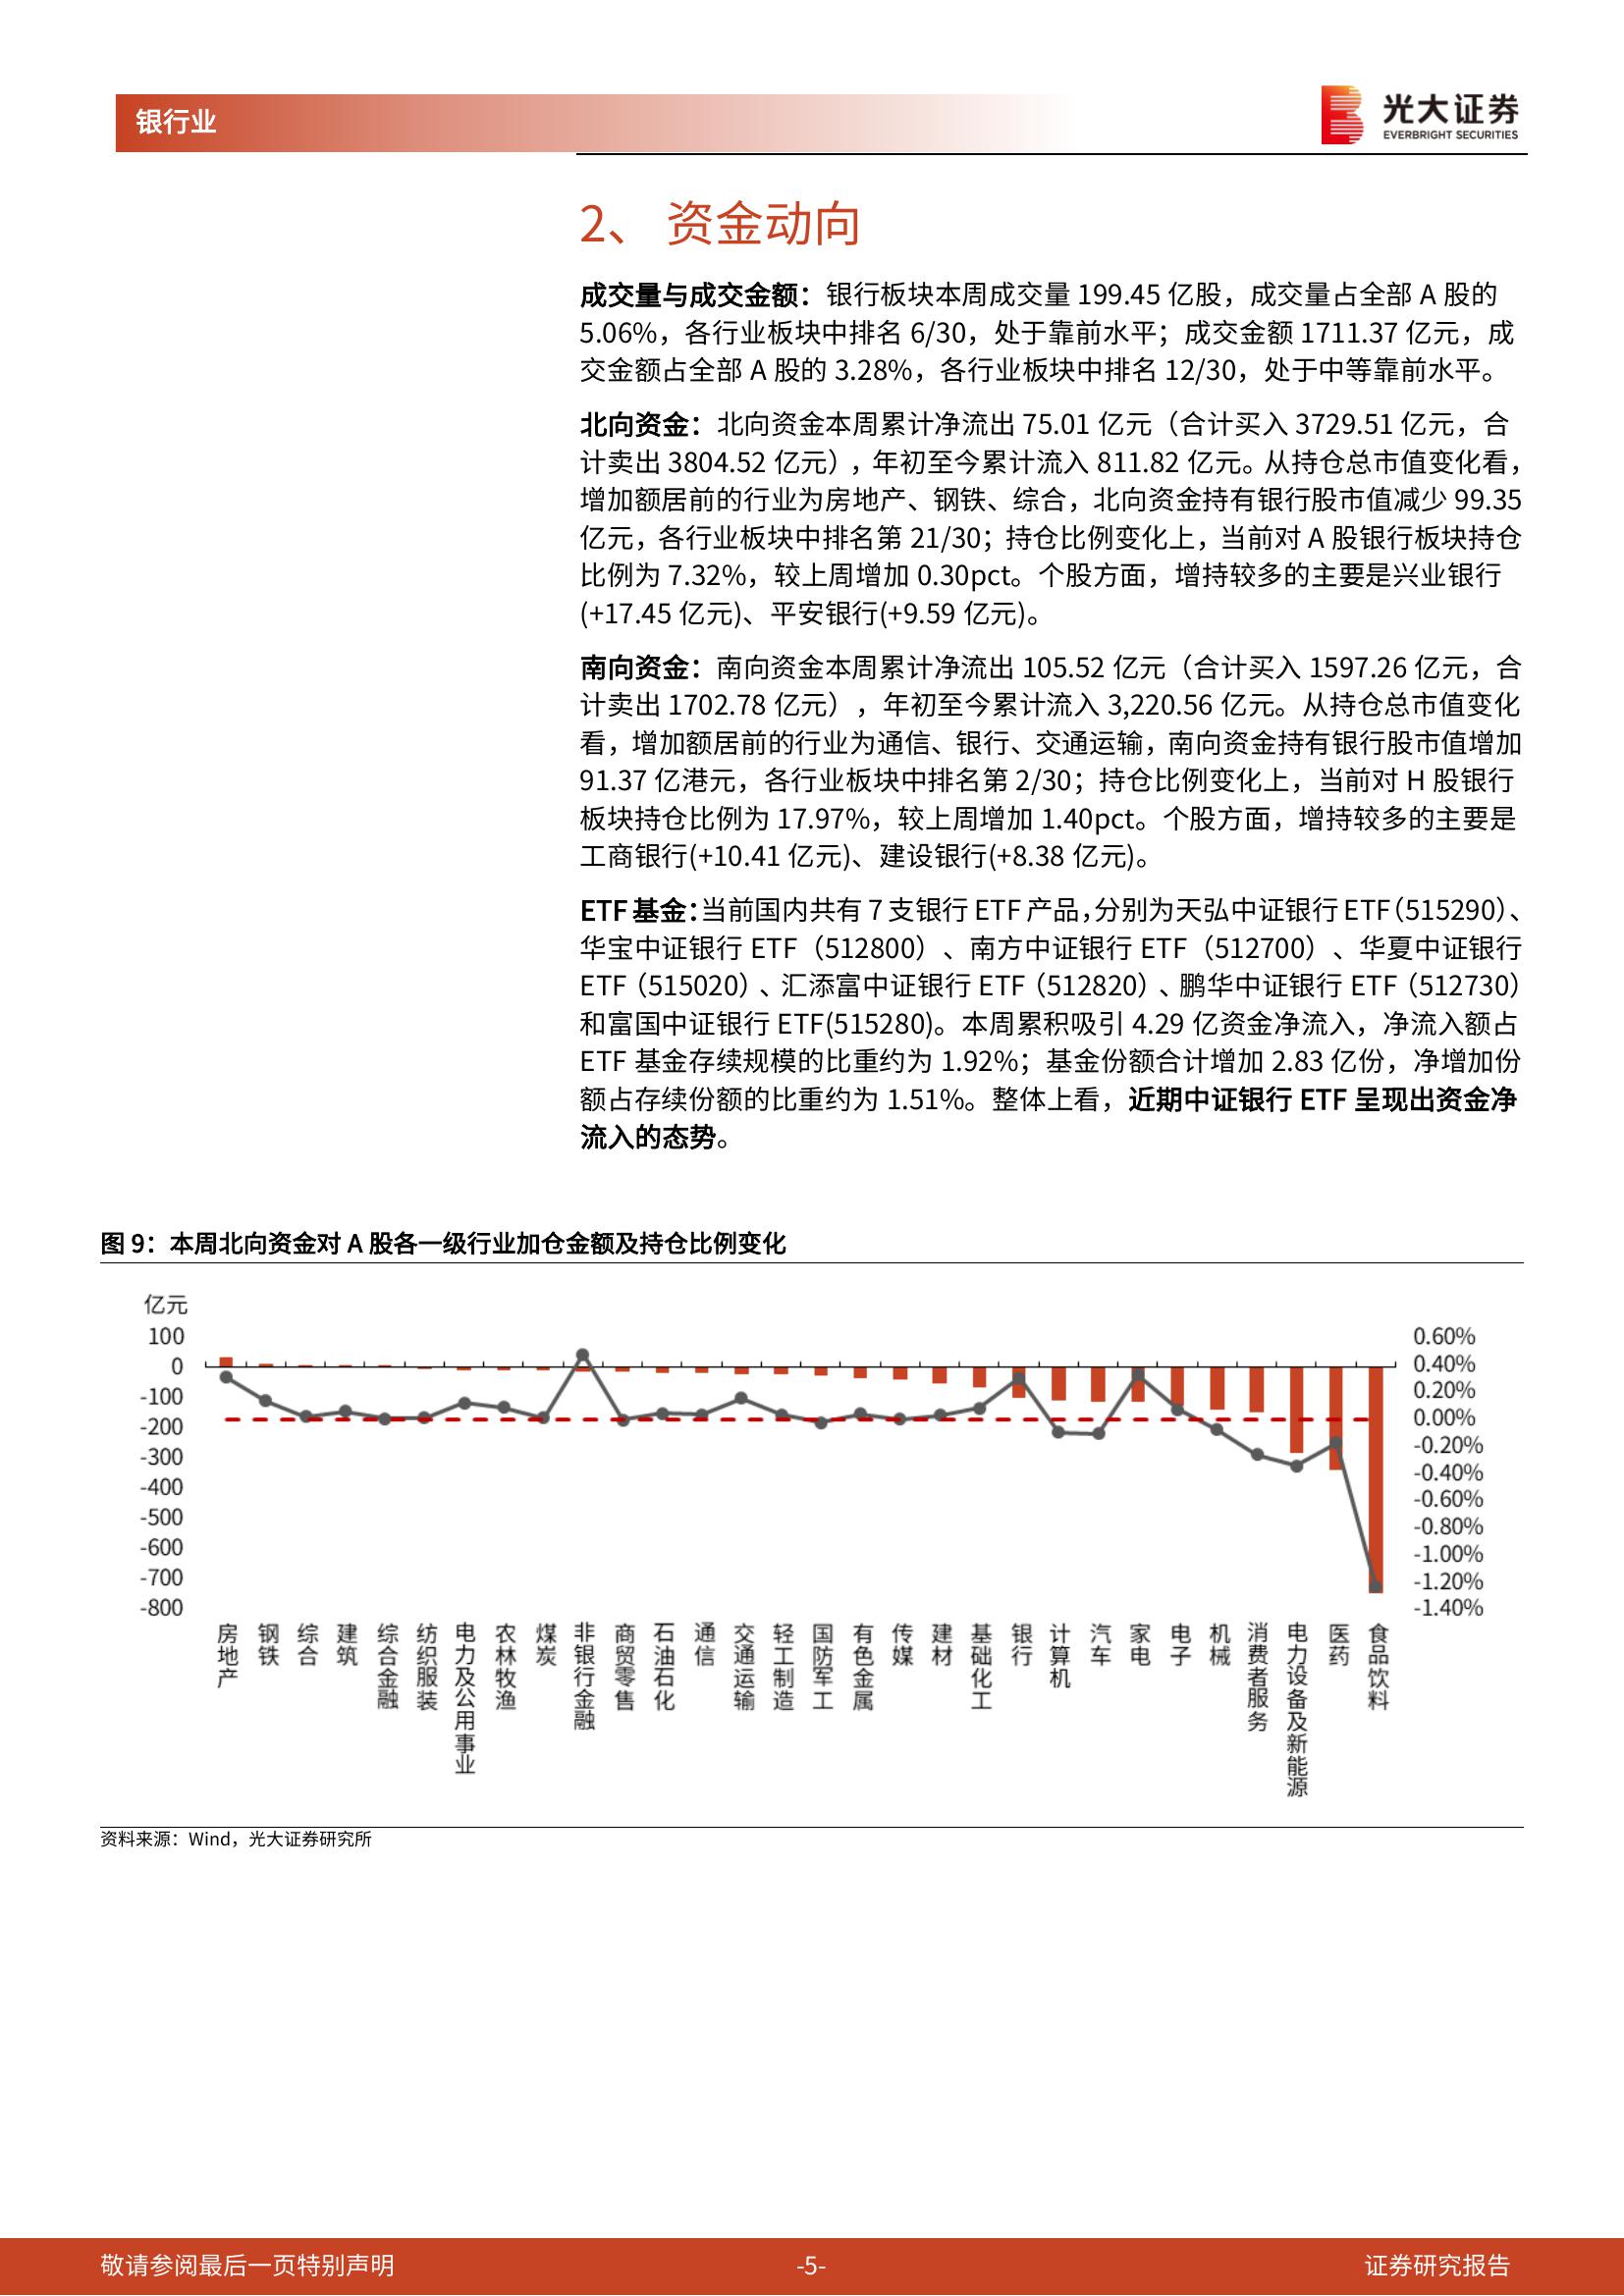 银行业
光大证券
EVERBRIGHT SECURITIES
2、 资金动向
成交量与成交金额：银行板块本周成交量 199.45 亿股，成交量占全部 A 股的
5.06%，各行业板块中排名 6/30，处于靠前水平；成交金额 1711.37 亿元，成
交金额占全部 A 股的 3.28%，各行业板块中排名 12/30，处于中等靠前水平。
北向资金：北向资金本周累计净流出 75.01 亿元（合计买入 3729.51 亿元，合
计卖出 3804.52 亿元），年初至今累计流入 811.82 亿元。从持仓总市值变化看，
增加额居前的行业为房地产、钢铁、综合，北向资金持有银行股市值减少 99.35
亿元，各行业板块中排名第 21/30；持仓比例变化上，当前对 A 股银行板块持仓
比例为 7.32%，较上周增加 0.30pct。个股方面，增持较多的主要是兴业银行
(+17.45 亿元)、平安银行(+9.59 亿元)。
南向资金：南向资金本周累计净流出 105.52 亿元（合计买入 1597.26 亿元，合
计卖出 1702.78 亿元），年初至今累计流入 3,220.56 亿元。从持仓总市值变化
看，增加额居前的行业为通信、银行、交通运输，南向资金持有银行股市值增加
91.37 亿港元，各行业板块中排名第 2/30；持仓比例变化上，当前对 H 股银行
板块持仓比例为 17.97%，较上周增加 1.40pct。个股方面，增持较多的主要是
工商银行(+10.41 亿元)、建设银行(+8.38 亿元)。
ETF 基金：当前国内共有 7 支银行 ETF 产品，分别为天弘中证银行 ETF（515290）、
华宝中证银行 ETF（512800）、南方中证银行 ETF（512700）、华夏中证银行
ETF（515020）、汇添富中证银行 ETF（512820）、鹏华中证银行 ETF（512730）
和富国中证银行 ETF(515280)。本周累积吸引 4.29 亿资金净流入，净流入额占
ETF 基金存续规模的比重约为 1.92%；基金份额合计增加 2.83 亿份，净增加份
额占存续份额的比重约为 1.51%。整体上看，近期中证银行 ETF 呈现出资金净
流入的态势。
图 9：本周北向资金对 A 股各一级行业加仓金额及持仓比例变化
亿元
100
0
-100
-200
-300
-400
-500
-600
-700
-800
0.60%
0.40%
0.20%
0.00%
-0.20%
-0.40%
-0.60%
-0.80%
-1.00%
-1.20%
-1.40%
房地产
钢铁
综合
建筑
综合金融
纺织服装
电力及公用事业
农林牧渔
煤炭
非银行金融
商贸零售
石油石化
通信
交通运输
轻工制造
国防军工
有色金属
传媒
建材
基础化工
银行
计算机
汽车
家电
电子
机械
消费者服务
电力设备及新能源
医药
食品饮料
资料来源：Wind，光大证券研究所
敬请参阅最后一页特别声明
-5-
证券研究报告